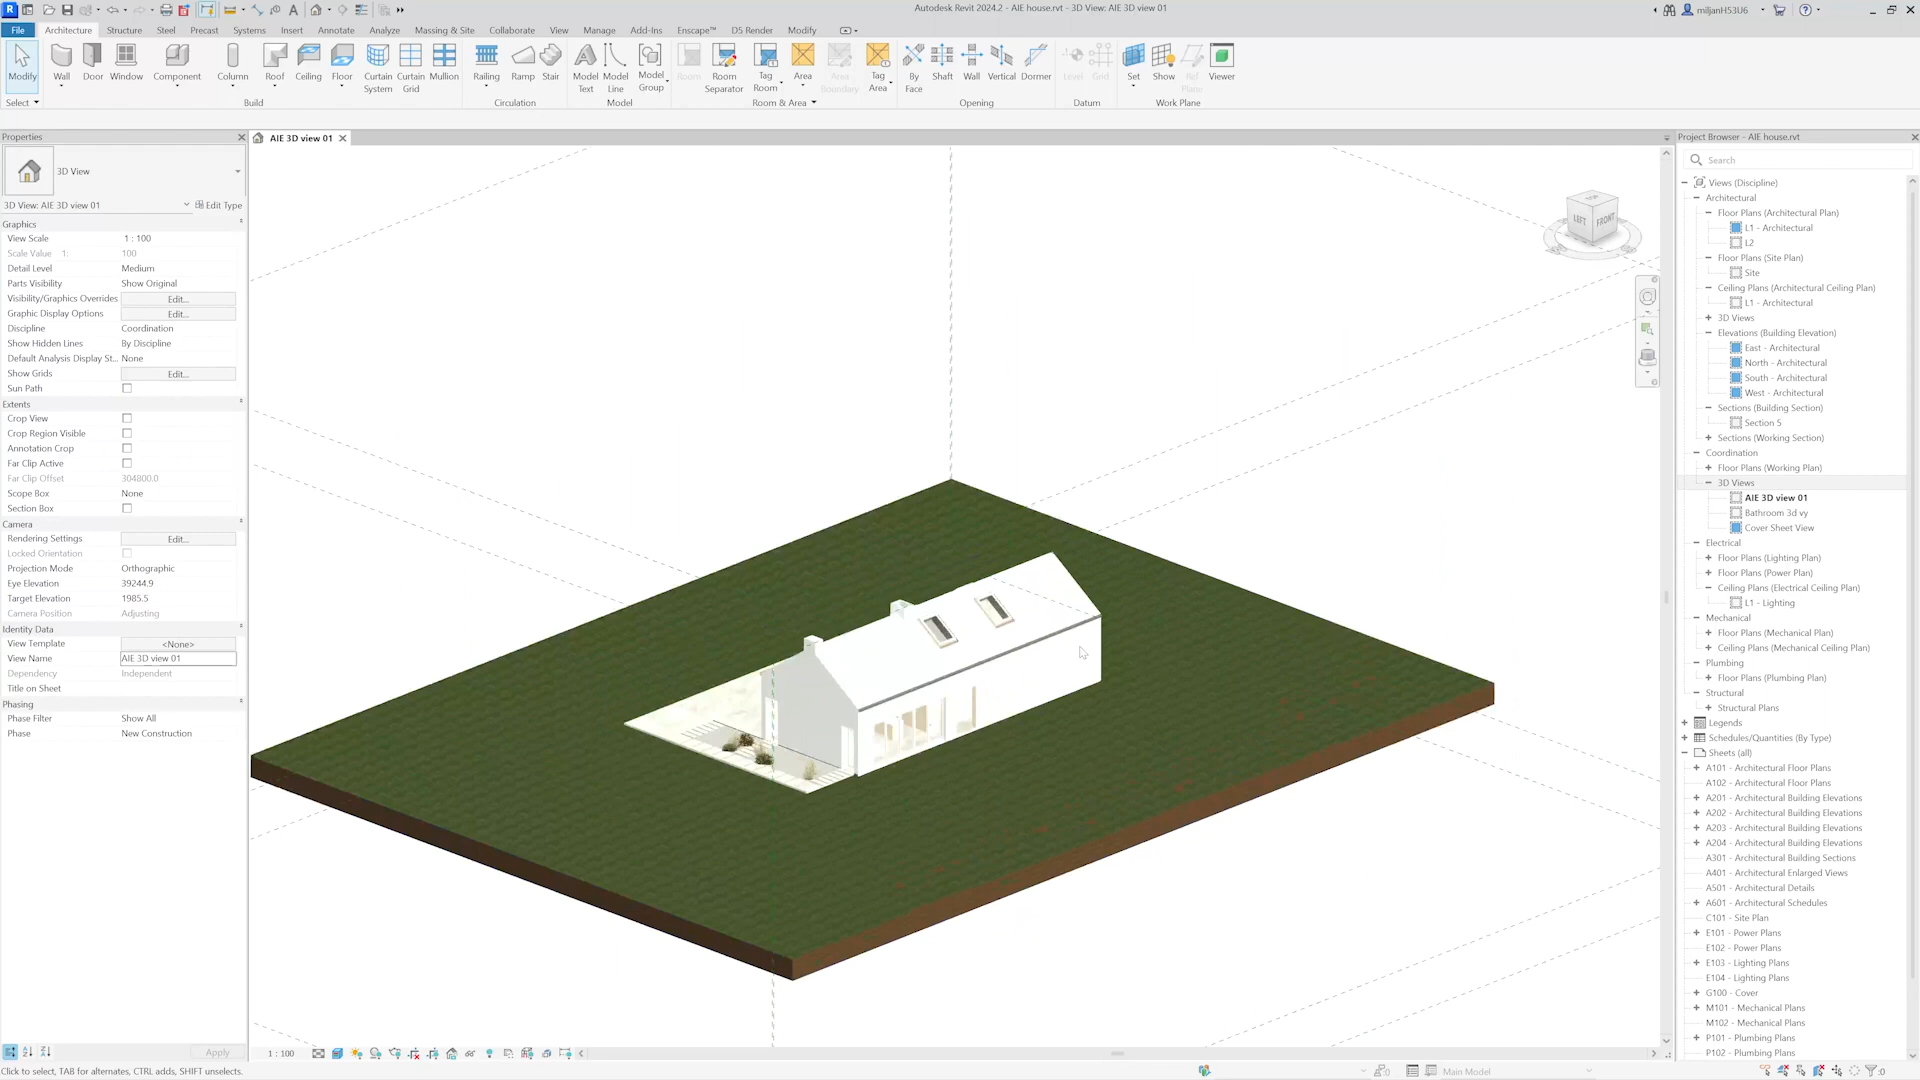 Autodesk Revit 2024.2 - AIE house.rvt - 3D View: AIE 3D view 01
miljanH53U6
File Architecture Structure Steel Precast Systems Insert Annotate Analyze Massing & Site Collaborate View Manage Add-Ins Enscape™ D5 Render Modify
Modify Wall Door Window Component Column Roof Ceiling Floor Curtain System Curtain Grid Mullion Railing Ramp Stair Model Text Model Line Model Group Room Room Separator Tag Room Area Area Boundary Tag Area By Face Shaft Wall Vertical Dormer Level Grid Set Show Ref Plane Viewer
Select Build Circulation Model Room & Area Opening Datum Work Plane
Properties
3D View
3D View: AIE 3D view 01 Edit Type
Graphics
View Scale 1 : 100
Scale Value 1: 100
Detail Level Medium
Parts Visibility Show Original
Visibility/Graphics Overrides Edit...
Graphic Display Options Edit...
Discipline Coordination
Show Hidden Lines By Discipline
Default Analysis Display St... None
Show Grids Edit...
Sun Path
Extents
Crop View
Crop Region Visible
Annotation Crop
Far Clip Active
Far Clip Offset 304800.0
Scope Box None
Section Box
Camera
Rendering Settings Edit...
Locked Orientation
Projection Mode Orthographic
Eye Elevation 39244.9
Target Elevation 1985.5
Camera Position Adjusting
Identity Data
View Template <None>
View Name AIE 3D view 01
Dependency Independent
Title on Sheet
Phasing
Phase Filter Show All
Phase New Construction
Apply
AIE 3D view 01
LEFT FRONT
1 : 100
Project Browser - AIE house.rvt
Search
Views (Discipline)
Architectural
Floor Plans (Architectural Plan)
L1 - Architectural
L2
Floor Plans (Site Plan)
Site
Ceiling Plans (Architectural Ceiling Plan)
L1 - Architectural
3D Views
Elevations (Building Elevation)
East - Architectural
North - Architectural
South - Architectural
West - Architectural
Sections (Building Section)
Section 5
Sections (Working Section)
Coordination
Floor Plans (Working Plan)
3D Views
AIE 3D view 01
Bathroom 3d vy
Cover Sheet View
Electrical
Floor Plans (Lighting Plan)
Floor Plans (Power Plan)
Ceiling Plans (Electrical Ceiling Plan)
L1 - Lighting
Mechanical
Floor Plans (Mechanical Plan)
Ceiling Plans (Mechanical Ceiling Plan)
Plumbing
Floor Plans (Plumbing Plan)
Structural
Structural Plans
Legends
Schedules/Quantities (By Type)
Sheets (all)
A101 - Architectural Floor Plans
A102 - Architectural Floor Plans
A201 - Architectural Building Elevations
A202 - Architectural Building Elevations
A203 - Architectural Building Elevations
A204 - Architectural Building Elevations
A301 - Architectural Building Sections
A401 - Architectural Enlarged Views
A501 - Architectural Details
A601 - Architectural Schedules
C101 - Site Plan
E101 - Power Plans
E102 - Power Plans
E103 - Lighting Plans
E104 - Lighting Plans
G100 - Cover
M101 - Mechanical Plans
M102 - Mechanical Plans
P101 - Plumbing Plans
P102 - Plumbing Plans
Click to select, TAB for alternates, CTRL adds, SHIFT unselects.
:0 Main Model :0